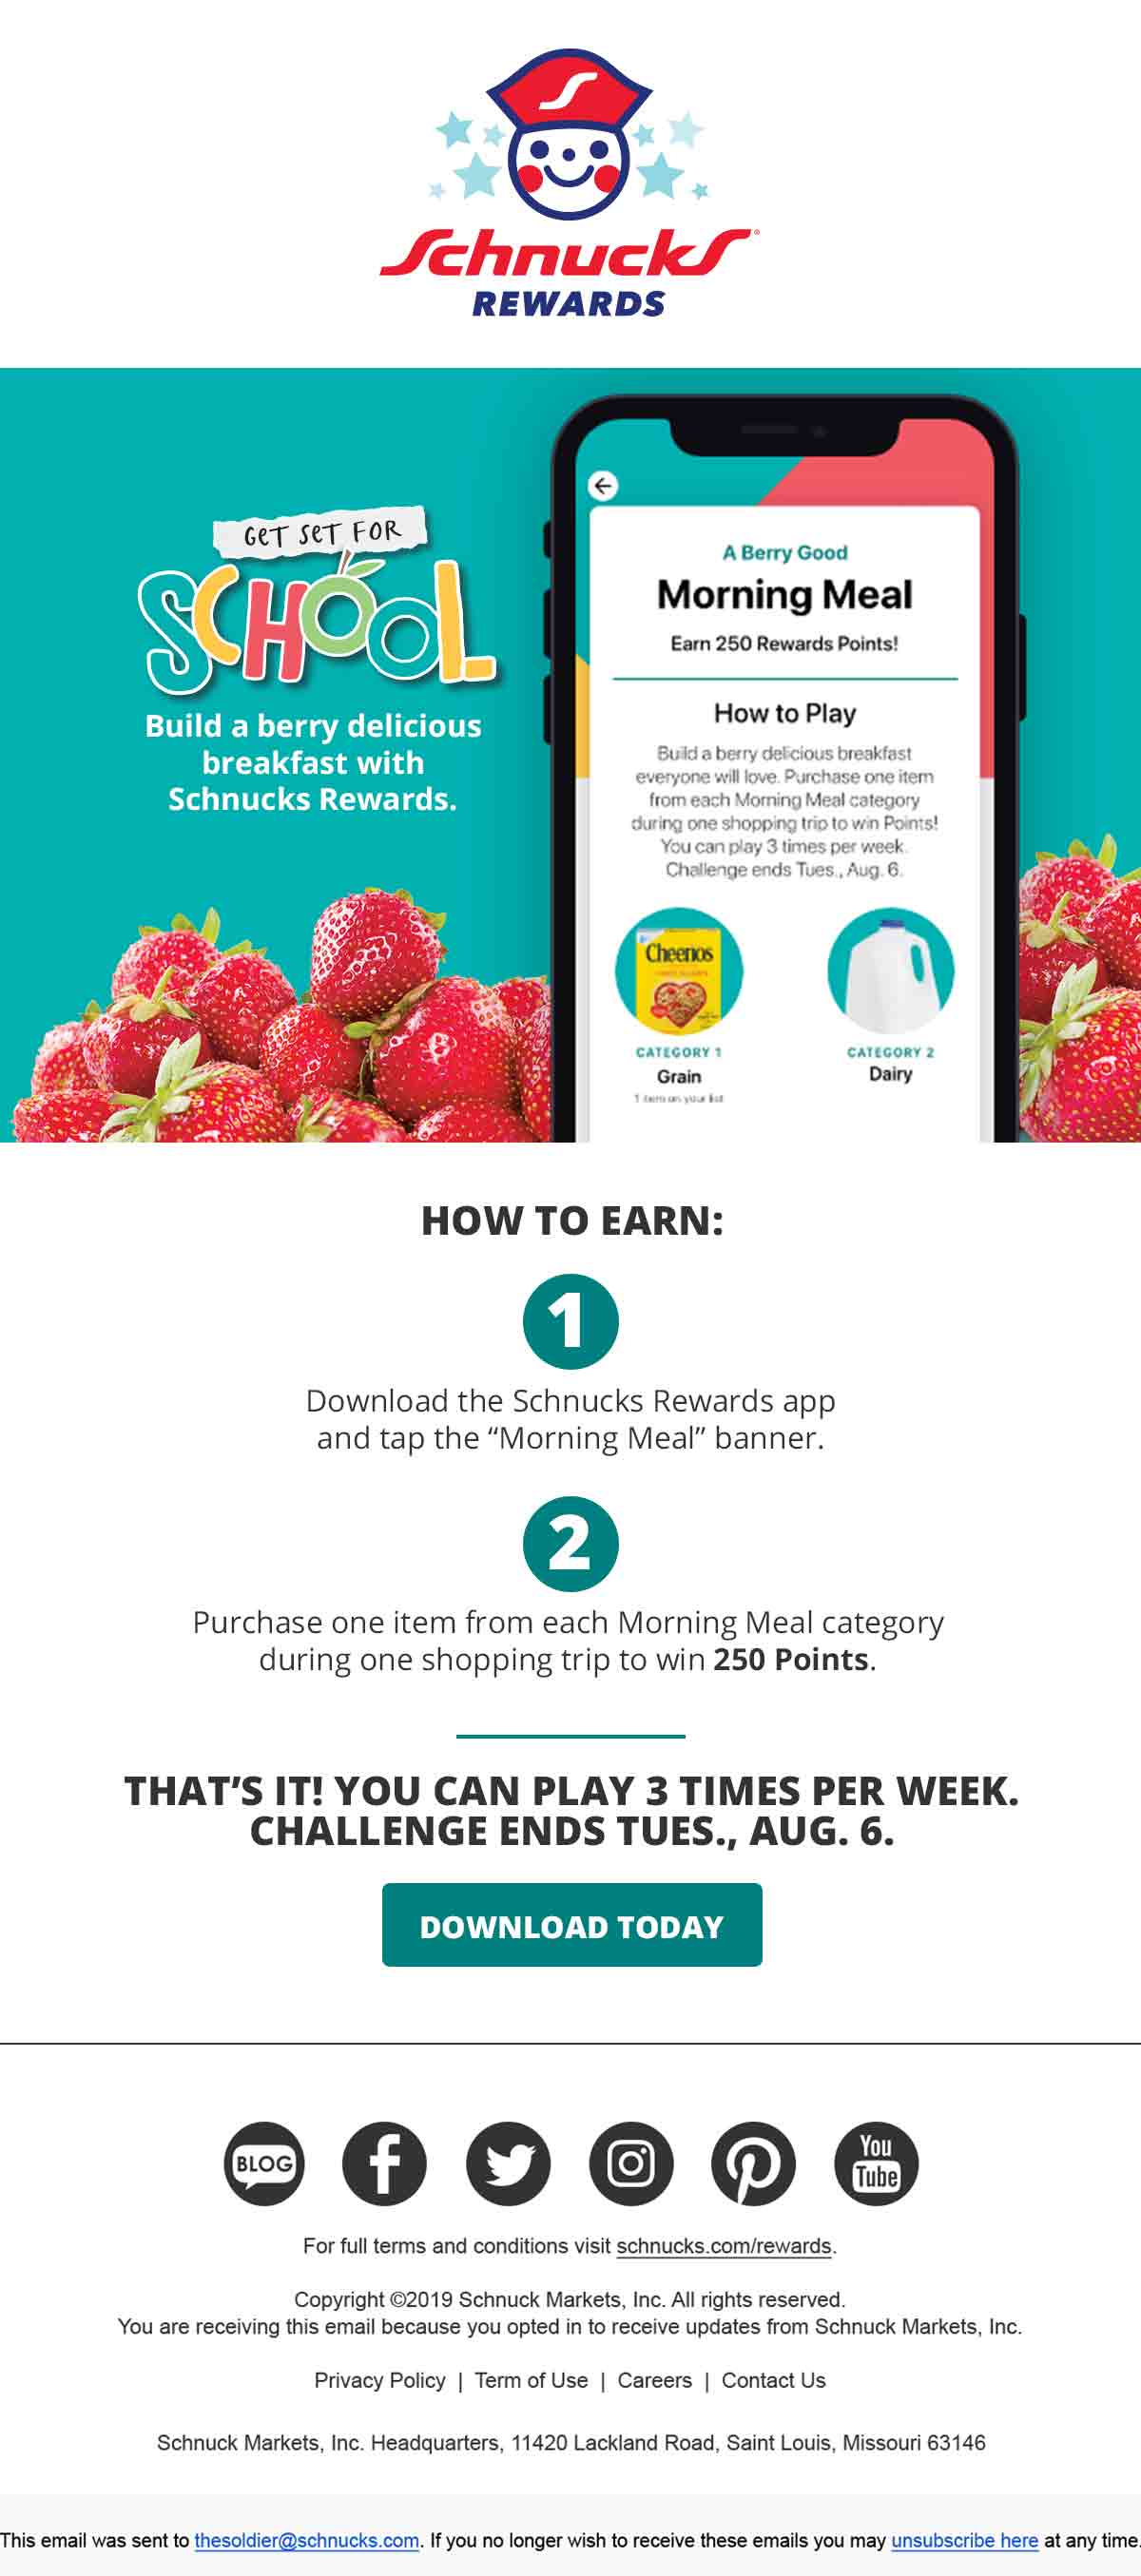 S
Schnucks®
REWARDS
GET SET FOR
SCHOOL
Build a berry delicious
breakfast with
Schnucks Rewards.
A Berry Good
Morning Meal
Earn 250 Rewards Points!
How to Play
Build a berry delicious breakfast
everyone will love. Purchase one item
from each Morning Meal category
during one shopping trip to win Points!
You can play 3 times per week.
Challenge ends Tues., Aug. 6.
Cheerios
CATEGORY 1
Grain
1 item on your list
CATEGORY 2
Dairy
HOW TO EARN:
1
Download the Schnucks Rewards app
and tap the “Morning Meal” banner.
2
Purchase one item from each Morning Meal category
during one shopping trip to win 250 Points.
THAT’S IT! YOU CAN PLAY 3 TIMES PER WEEK.
CHALLENGE ENDS TUES., AUG. 6.
DOWNLOAD TODAY
BLOG
You
Tube
For full terms and conditions visit schnucks.com/rewards.
Copyright ©2019 Schnuck Markets, Inc. All rights reserved.
You are receiving this email because you opted in to receive updates from Schnuck Markets, Inc.
Privacy Policy | Term of Use | Careers | Contact Us
Schnuck Markets, Inc. Headquarters, 11420 Lackland Road, Saint Louis, Missouri 63146
This email was sent to thesoldier@schnucks.com. If you no longer wish to receive these emails you may unsubscribe here at any time.